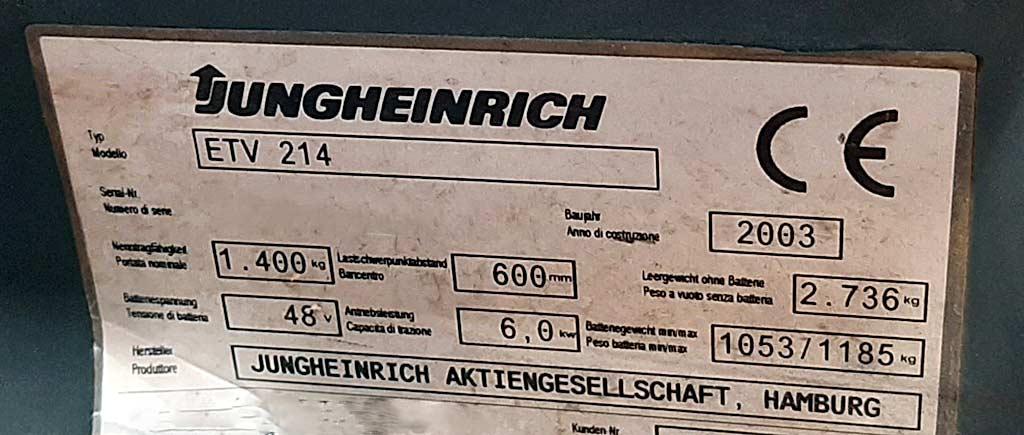 JUNGHEINRICH
CE
Typ
Modello
ETV 214
Serial-Nr.
Numero di serie
Baujahr
Anno di costruzione
2003
Nenntragfähigkeit
Portata nominale
1.400 kg
Lastschwerpunktabstand
Baricentro
600 mm
Leergewicht ohne Batterie
Peso a vuoto senza batteria
2.736 kg
Batteriespannung
Tensione di batteria
48 V
Antriebsleistung
Capacita di trazione
6,0 kW
Batteriegewicht min/max
Peso batteria min/max
1053/1185 kg
Hersteller
Produttore
JUNGHEINRICH AKTIENGESELLSCHAFT, HAMBURG
Kunden-Nr